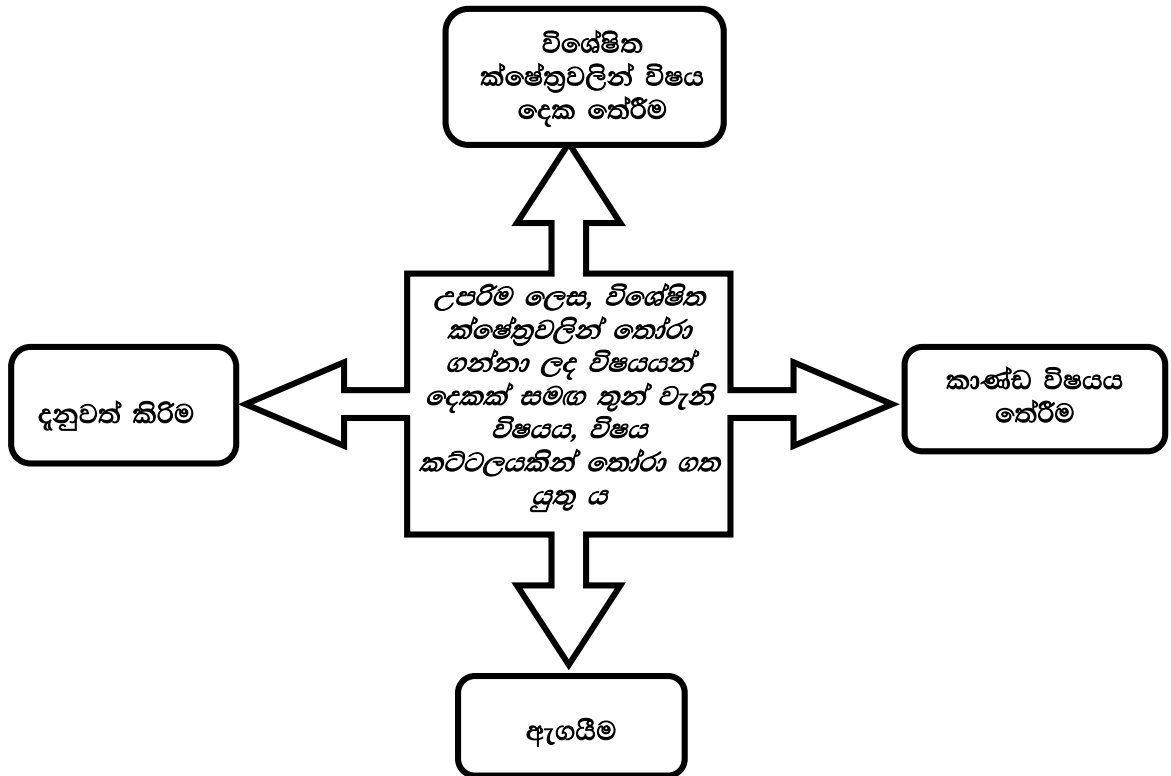 විශේෂිත
ක්ෂේත්‍රවලින් විෂය
දෙක තේරීම
උපරිම ලෙස, විශේෂිත
ක්ෂේත්‍රවලින් තෝරා
ගන්නා ලද විෂයයන්
දෙකක් සමඟ තුන් වැනි
විෂයය, විෂය
කට්ටලයකින් තෝරා ගත
යුතු ය
දැනුවත් කිරිම
කාණ්ඩ විෂයය
තේරීම
ඇගයීම